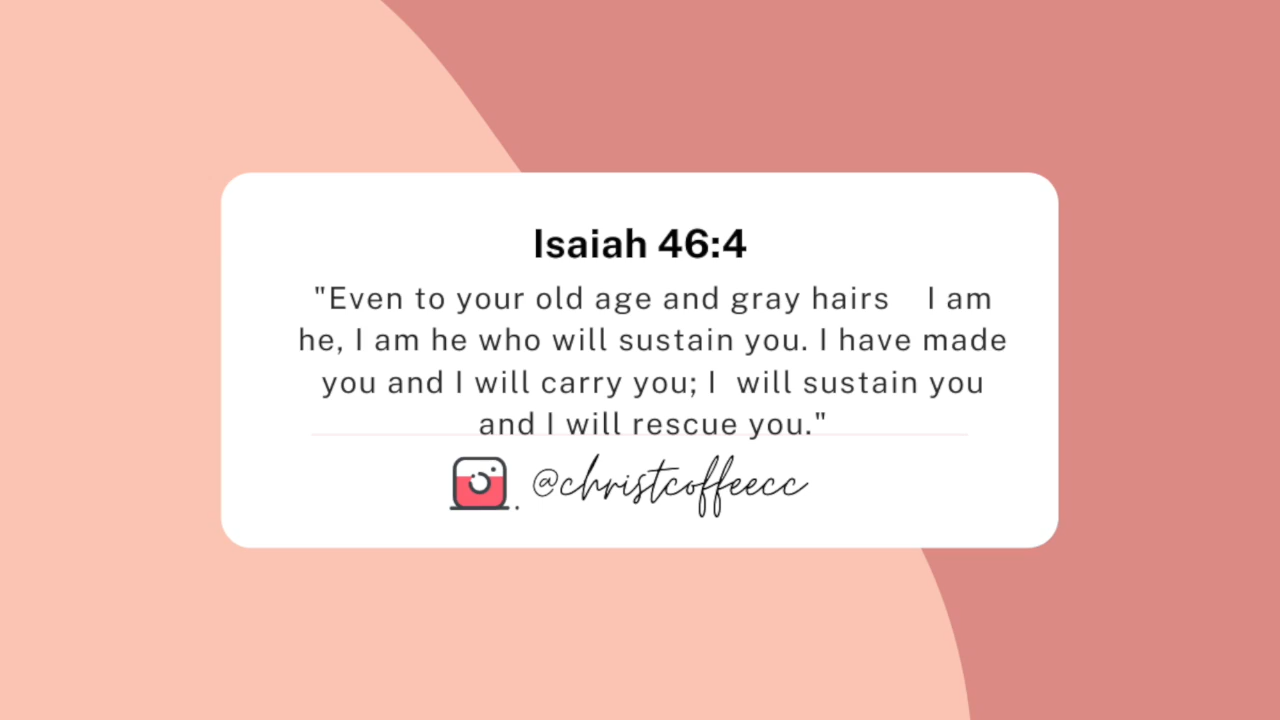 Isaiah 46:4
"Even to your old age and gray hairs    I am
he, I am he who will sustain you. I have made
you and I will carry you; I  will sustain you
and I will rescue you."
@christcoffeecc